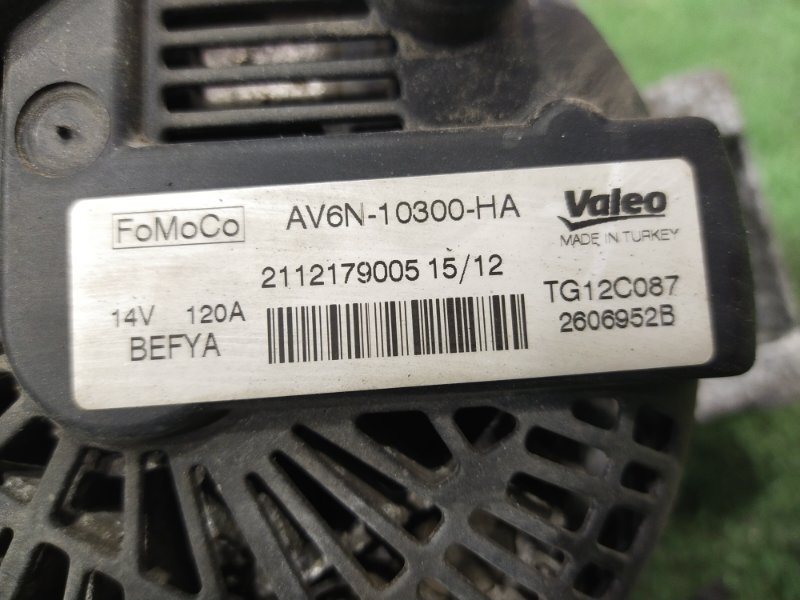 FoMoCo
AV6N-10300-HA
Valeo
MADE IN TURKEY
2112179005 15/12
14V 120A
BEFYA
TG12C087
2606952B